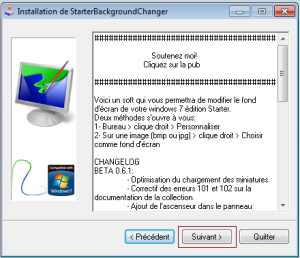 Installation de StarterBackgroundChanger
##############################################
Soutenez moi!
Cliquez sur la pub
##############################################
Voici un soft qui vous permettra de modifier le fond
d'écran de votre windows 7 édition Starter.
Deux méthodes s'ouvre à vous:
1- Bureau > clique droit > Personnaliser
2- Sur une image (bmp ou jpg) > clique droit > Choisir
comme fond d'écran
CHANGELOG
BETA 0.6.1:
- Optimisation du chargement des miniatures.
- Correctif des erreurs 101 et 102 sur la
documentation de la collection.
- Ajout de l'ascenseur dans le panneau
Compatible with
Windows 7
< Précédent
Suivant >
Quitter